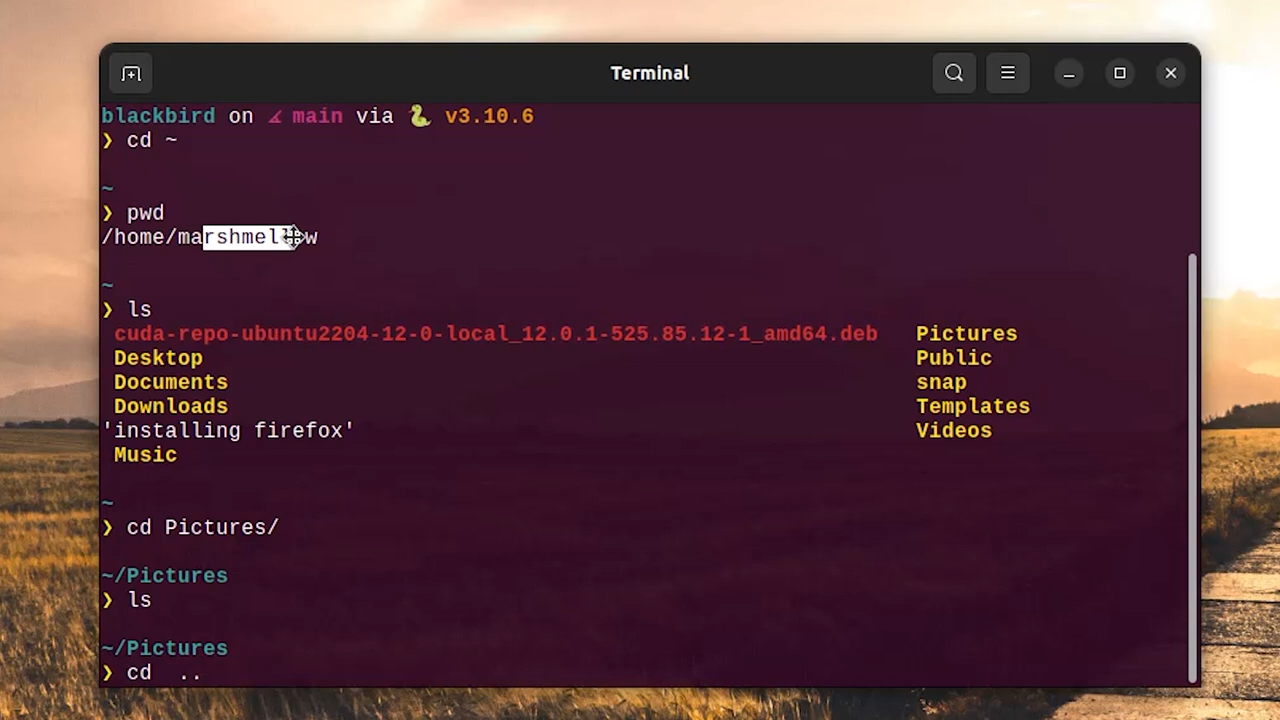 Terminal
blackbird on main via 🐍 v3.10.6
❯ cd ~
~
❯ pwd
/home/marshmellow
~
❯ ls
cuda-repo-ubuntu2204-12-0-local_12.0.1-525.85.12-1_amd64.deb Pictures
Desktop Public
Documents snap
Downloads Templates
'installing firefox' Videos
Music
~
❯ cd Pictures/
~/Pictures
❯ ls
~/Pictures
❯ cd  ..